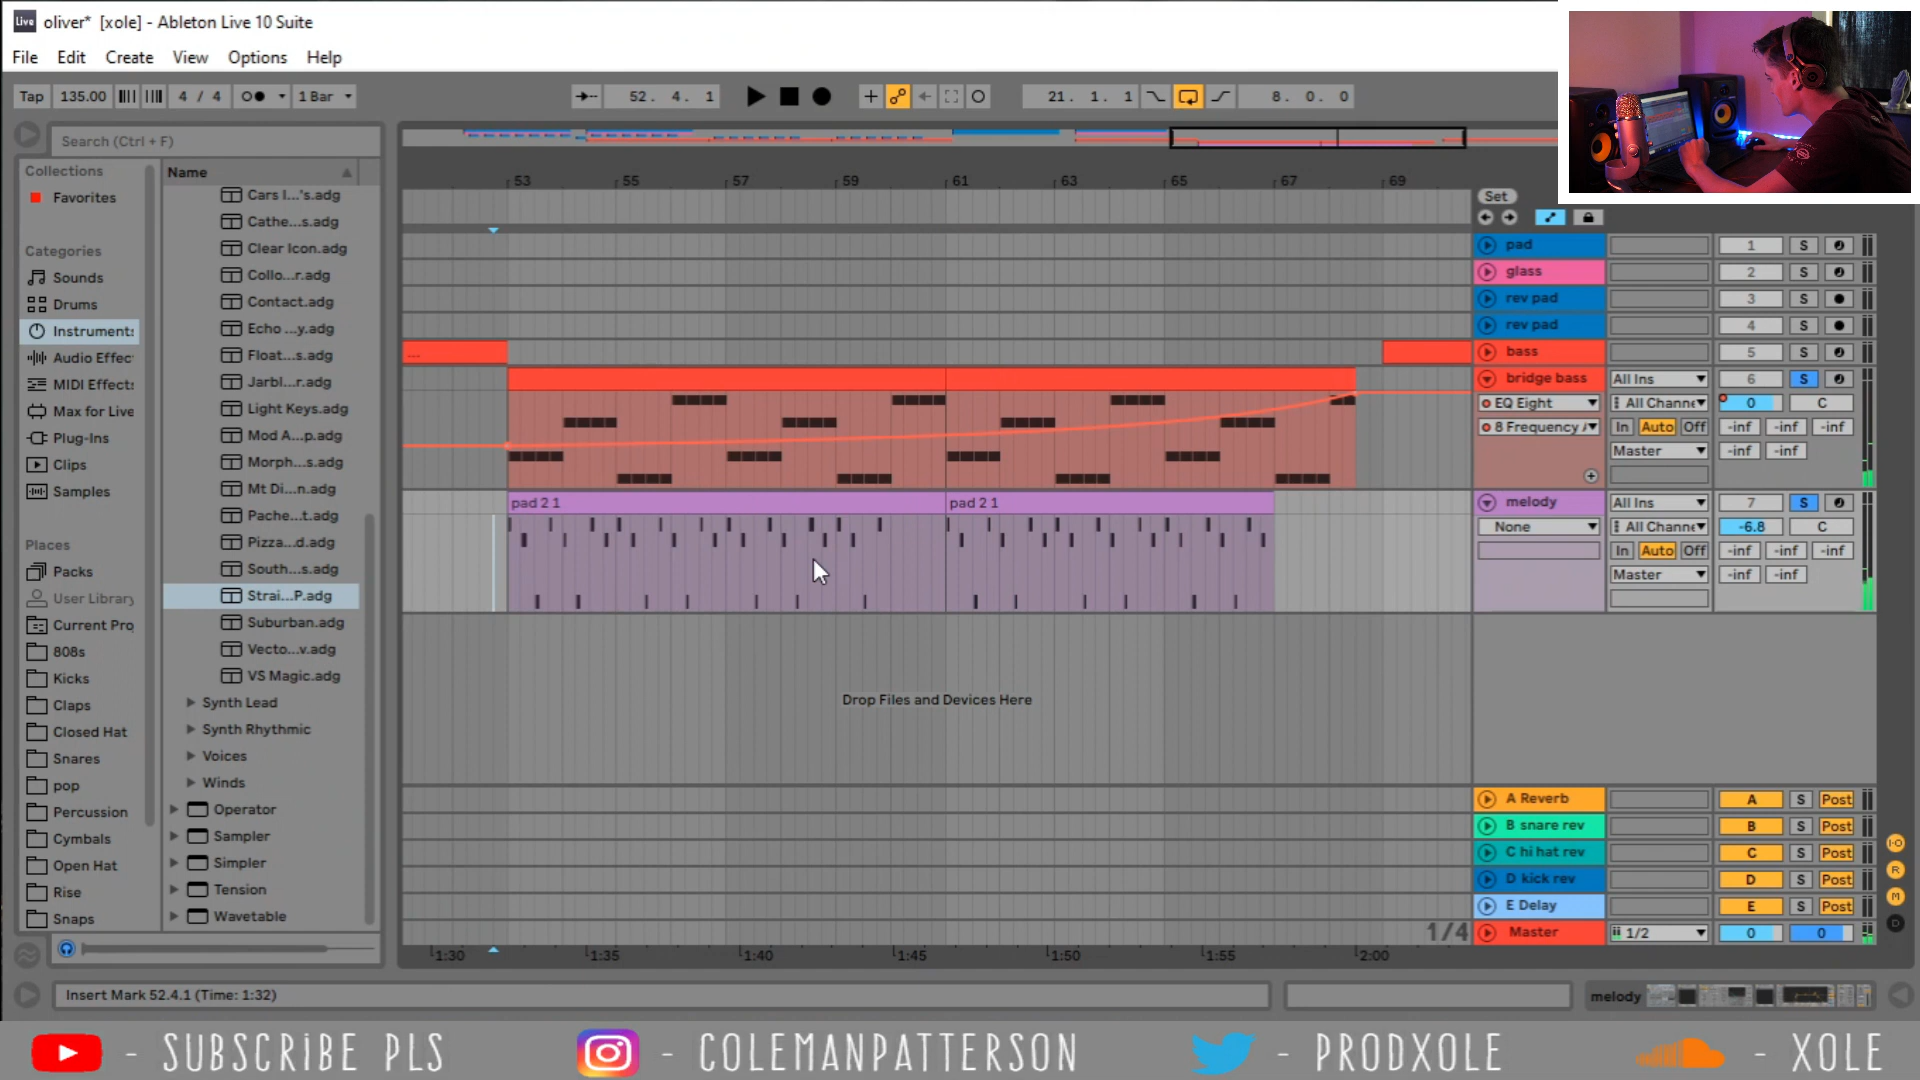 Live oliver* [xole] - Ableton Live 10 Suite
File Edit Create View Options Help
Tap 135.00 4 / 4 1 Bar 52. 4. 1 21. 1. 1 8. 0. 0
Search (Ctrl + F)
Collections
Favorites
Categories
Sounds
Drums
Instruments
Audio Effec
MIDI Effects
Max for Live
Plug-Ins
Clips
Samples
Places
Packs
User Library
Current Pro
808s
Kicks
Claps
Closed Hat
Snares
pop
Percussion
Cymbals
Open Hat
Rise
Snaps
Name
Cars I...'s.adg
Cathe...s.adg
Clear Icon.adg
Collo...r.adg
Contact.adg
Echo ...y.adg
Float...s.adg
Jarbl...r.adg
Light Keys.adg
Mod A...p.adg
Morph...s.adg
Mt Di...n.adg
Pache...t.adg
Pizza...d.adg
South...s.adg
Strai...P.adg
Suburban.adg
Vecto...v.adg
VS Magic.adg
Synth Lead
Synth Rhythmic
Voices
Winds
Operator
Sampler
Simpler
Tension
Wavetable
53 55 57 59 61 63 65 67 69
Set
pad 1 S
glass 2 S
rev pad 3 S
rev pad 4 S
... bass 5 S
bridge bass All Ins 6 S
EQ Eight All Channe 0 C
8 Frequency A In Auto Off -inf -inf -inf
Master -inf -inf
pad 2 1 pad 2 1 melody All Ins 7 S
None All Channe -6.8 C
In Auto Off -inf -inf -inf
Master -inf -inf
Drop Files and Devices Here
A Reverb A S Post
B snare rev B S Post
C hi hat rev C S Post
D kick rev D S Post
E Delay E S Post
1/4 Master 1/2 0 0
I·O
R
M
D
1:30 1:35 1:40 1:45 1:50 1:55 2:00
Insert Mark 52.4.1 (Time: 1:32) melody
- SUBSCRIBE PLS - COLEMANPATTERSON - PRODXOLE - XOLE